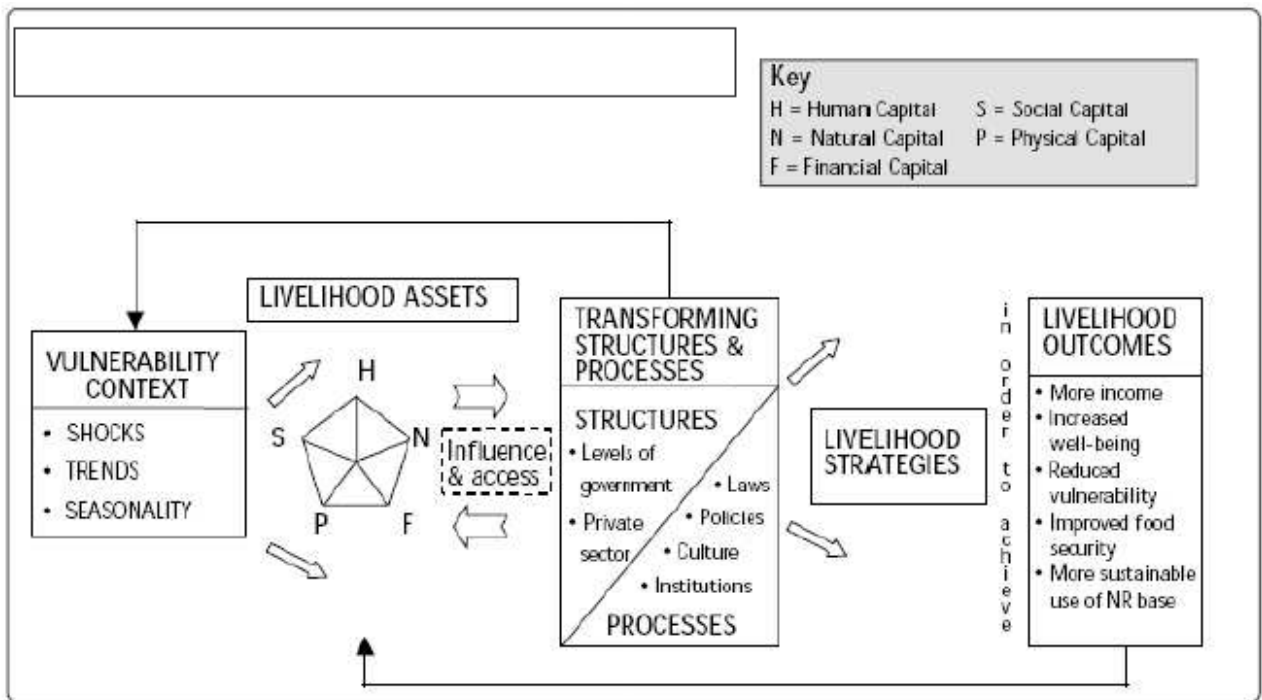 Key
H = Human Capital S = Social Capital
N = Natural Capital P = Physical Capital
F = Financial Capital
LIVELIHOOD ASSETS
VULNERABILITY
CONTEXT
• SHOCKS
• TRENDS
• SEASONALITY
H
S
N
P
F
Influence
& access
TRANSFORMING
STRUCTURES &
PROCESSES
STRUCTURES
• Levels of
government
• Private
sector
• Laws
• Policies
• Culture
• Institutions
PROCESSES
LIVELIHOOD
STRATEGIES
in order to achieve
LIVELIHOOD
OUTCOMES
• More income
• Increased
well-being
• Reduced
vulnerability
• Improved food
security
• More sustainable
use of NR base